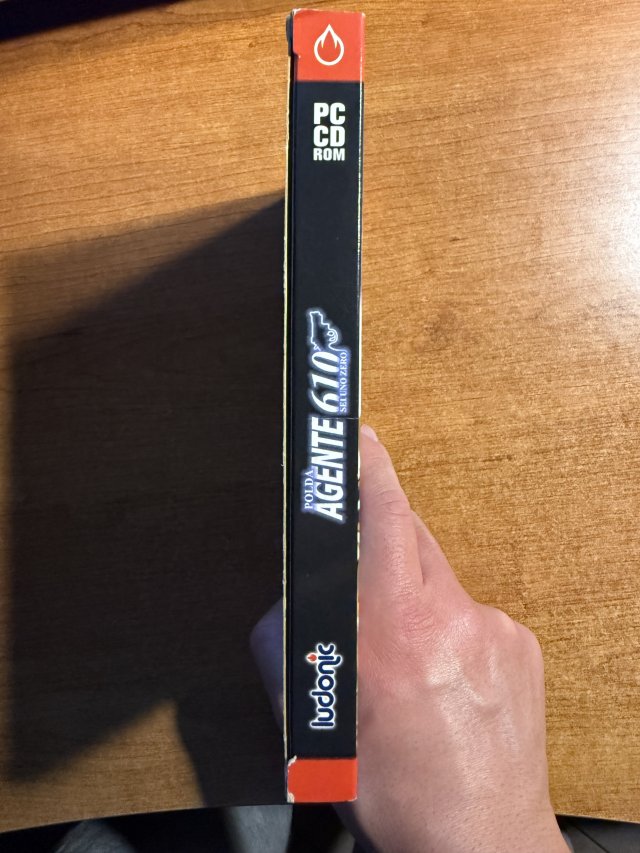 PC
CD
ROM
POLDA
AGENTE 610
SEI UNO ZERO
ludonic